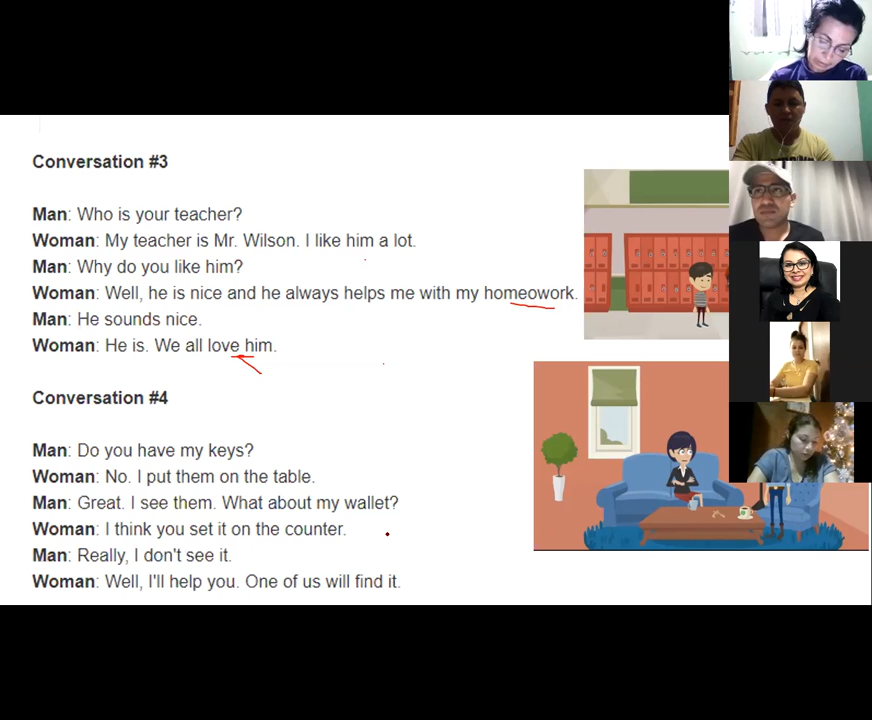 Conversation #3
Man: Who is your teacher?
Woman: My teacher is Mr. Wilson. I like him a lot.
Man: Why do you like him?
Woman: Well, he is nice and he always helps me with my homeowork.
Man: He sounds nice.
Woman: He is. We all love him.
Conversation #4
Man: Do you have my keys?
Woman: No. I put them on the table.
Man: Great. I see them. What about my wallet?
Woman: I think you set it on the counter.
Man: Really, I don't see it.
Woman: Well, I'll help you. One of us will find it.